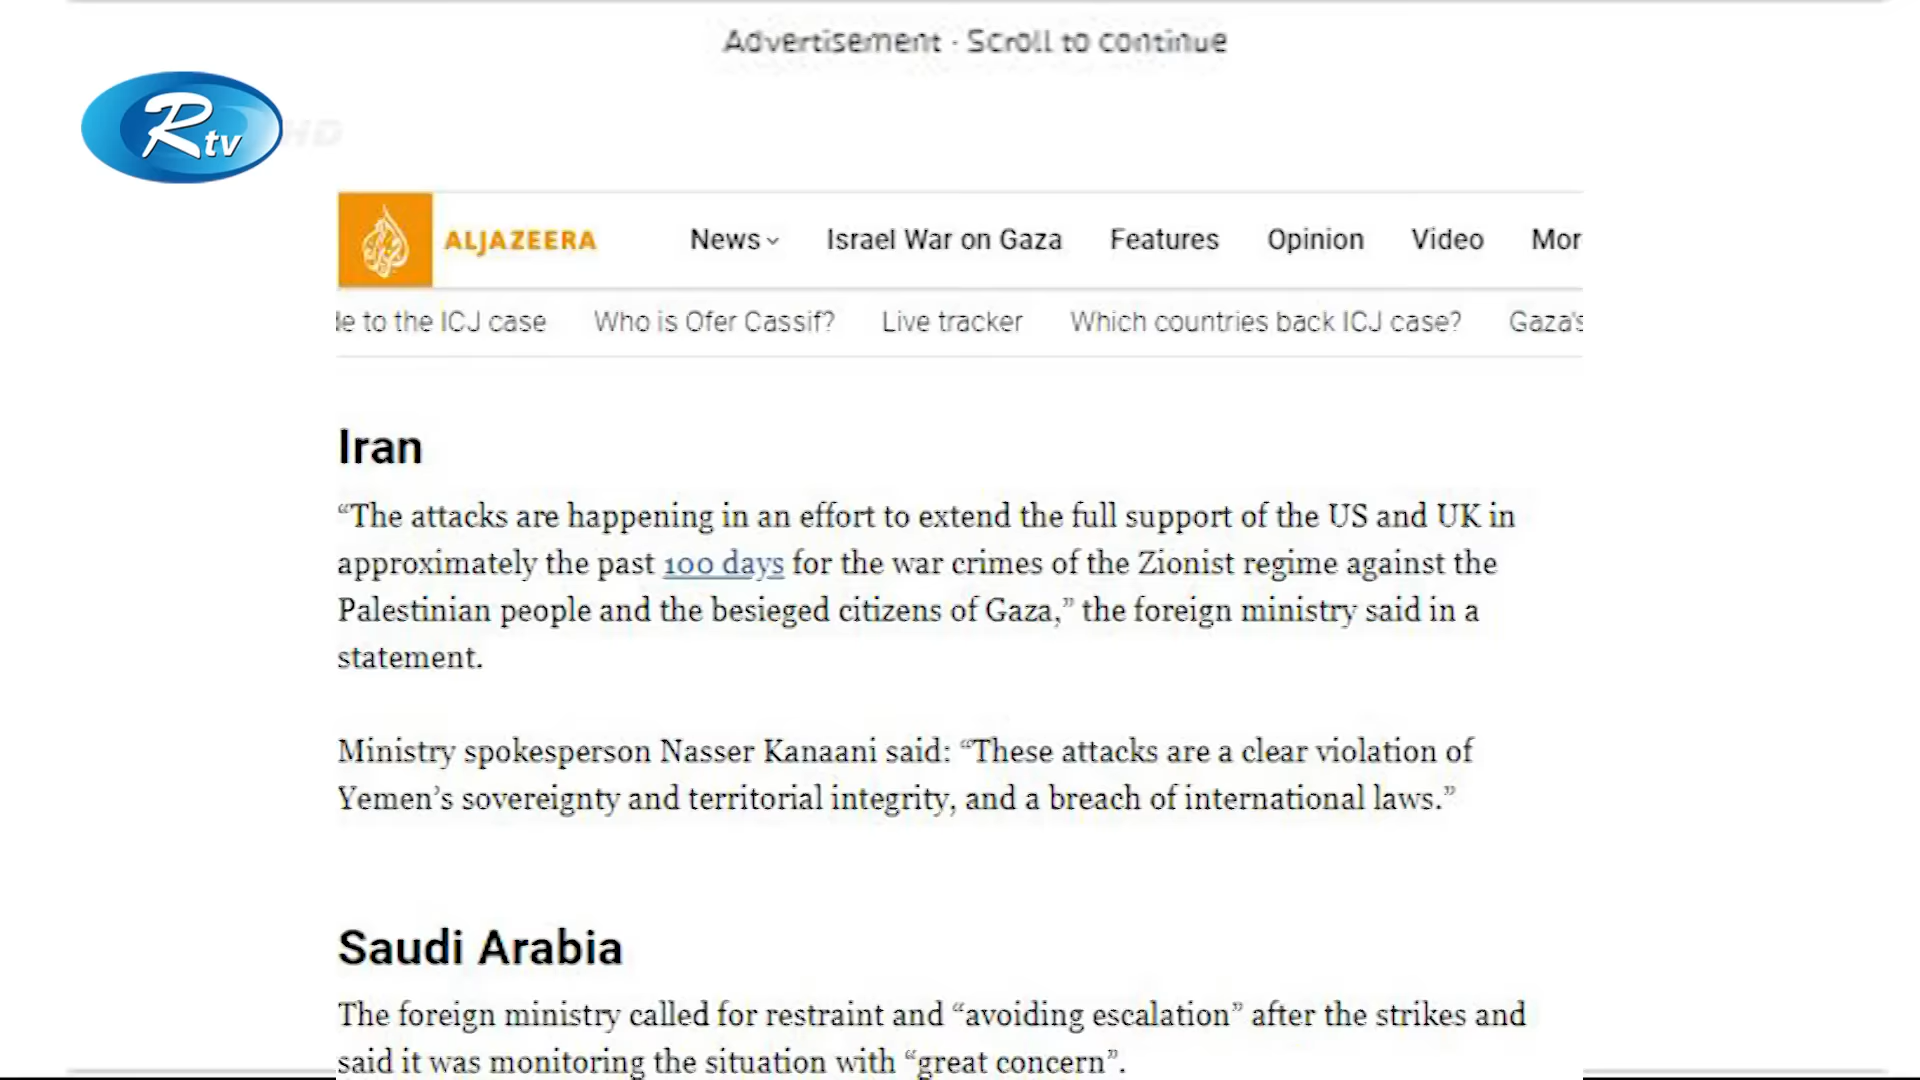 Advertisement · Scroll to continue
Rtv
HD
ALJAZEERA
News
Israel War on Gaza
Features
Opinion
Video
Mor
le to the ICJ case
Who is Ofer Cassif?
Live tracker
Which countries back ICJ case?
Gaza's
Iran
“The attacks are happening in an effort to extend the full support of the US and UK in
approximately the past 100 days for the war crimes of the Zionist regime against the
Palestinian people and the besieged citizens of Gaza,” the foreign ministry said in a
statement.
Ministry spokesperson Nasser Kanaani said: “These attacks are a clear violation of
Yemen’s sovereignty and territorial integrity, and a breach of international laws.”
Saudi Arabia
The foreign ministry called for restraint and “avoiding escalation” after the strikes and
said it was monitoring the situation with “great concern”.